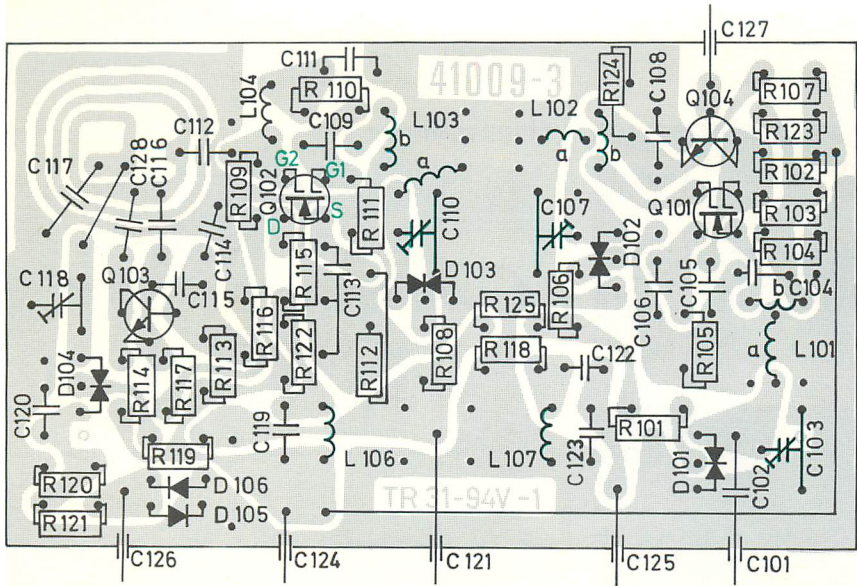 C127
C111
41009-3
R 110
L104
R124
C108
Q104
R107
L103
L102
C112
C109
b
a
b
R123
C128
C116
C117
G2
G1
a
R102
R109
Q102
R111
Q101
D
S
C110
C107
D102
R103
C114
R104
C118
Q103
R115
D103
C115
C113
R125
R106
C106
C105
b
C104
R116
R122
R112
R108
R118
R105
a
L101
D104
R114
R117
R113
C122
C120
C119
R101
C103
R119
L106
L107
C123
D101
C102
R120
D106
TR 31-94V-1
R121
D105
C126
C124
C121
C125
C101